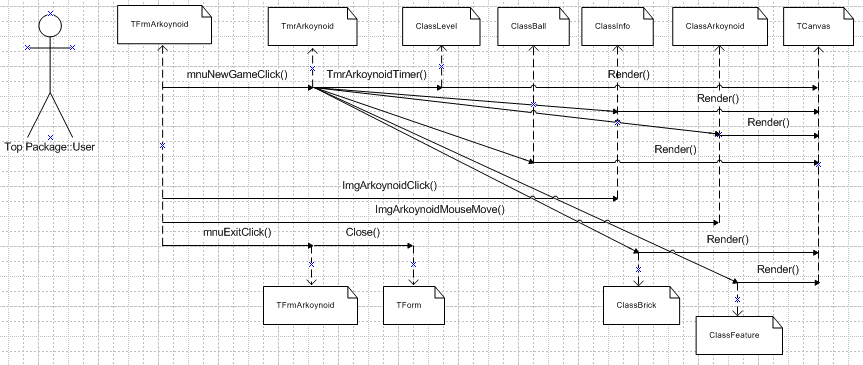 TFrmArkoynoid
TmrArkoynoid
ClassLevel
ClassBall
ClassInfo
ClassArkoynoid
TCanvas
mnuNewGameClick()
TmrArkoynoidTimer()
Render()
Render()
Render()
Top Package::User
Render()
ImgArkoynoidClick()
ImgArkoynoidMouseMove()
mnuExitClick()
Close()
Render()
Render()
TFrmArkoynoid
TForm
ClassBrick
ClassFeature